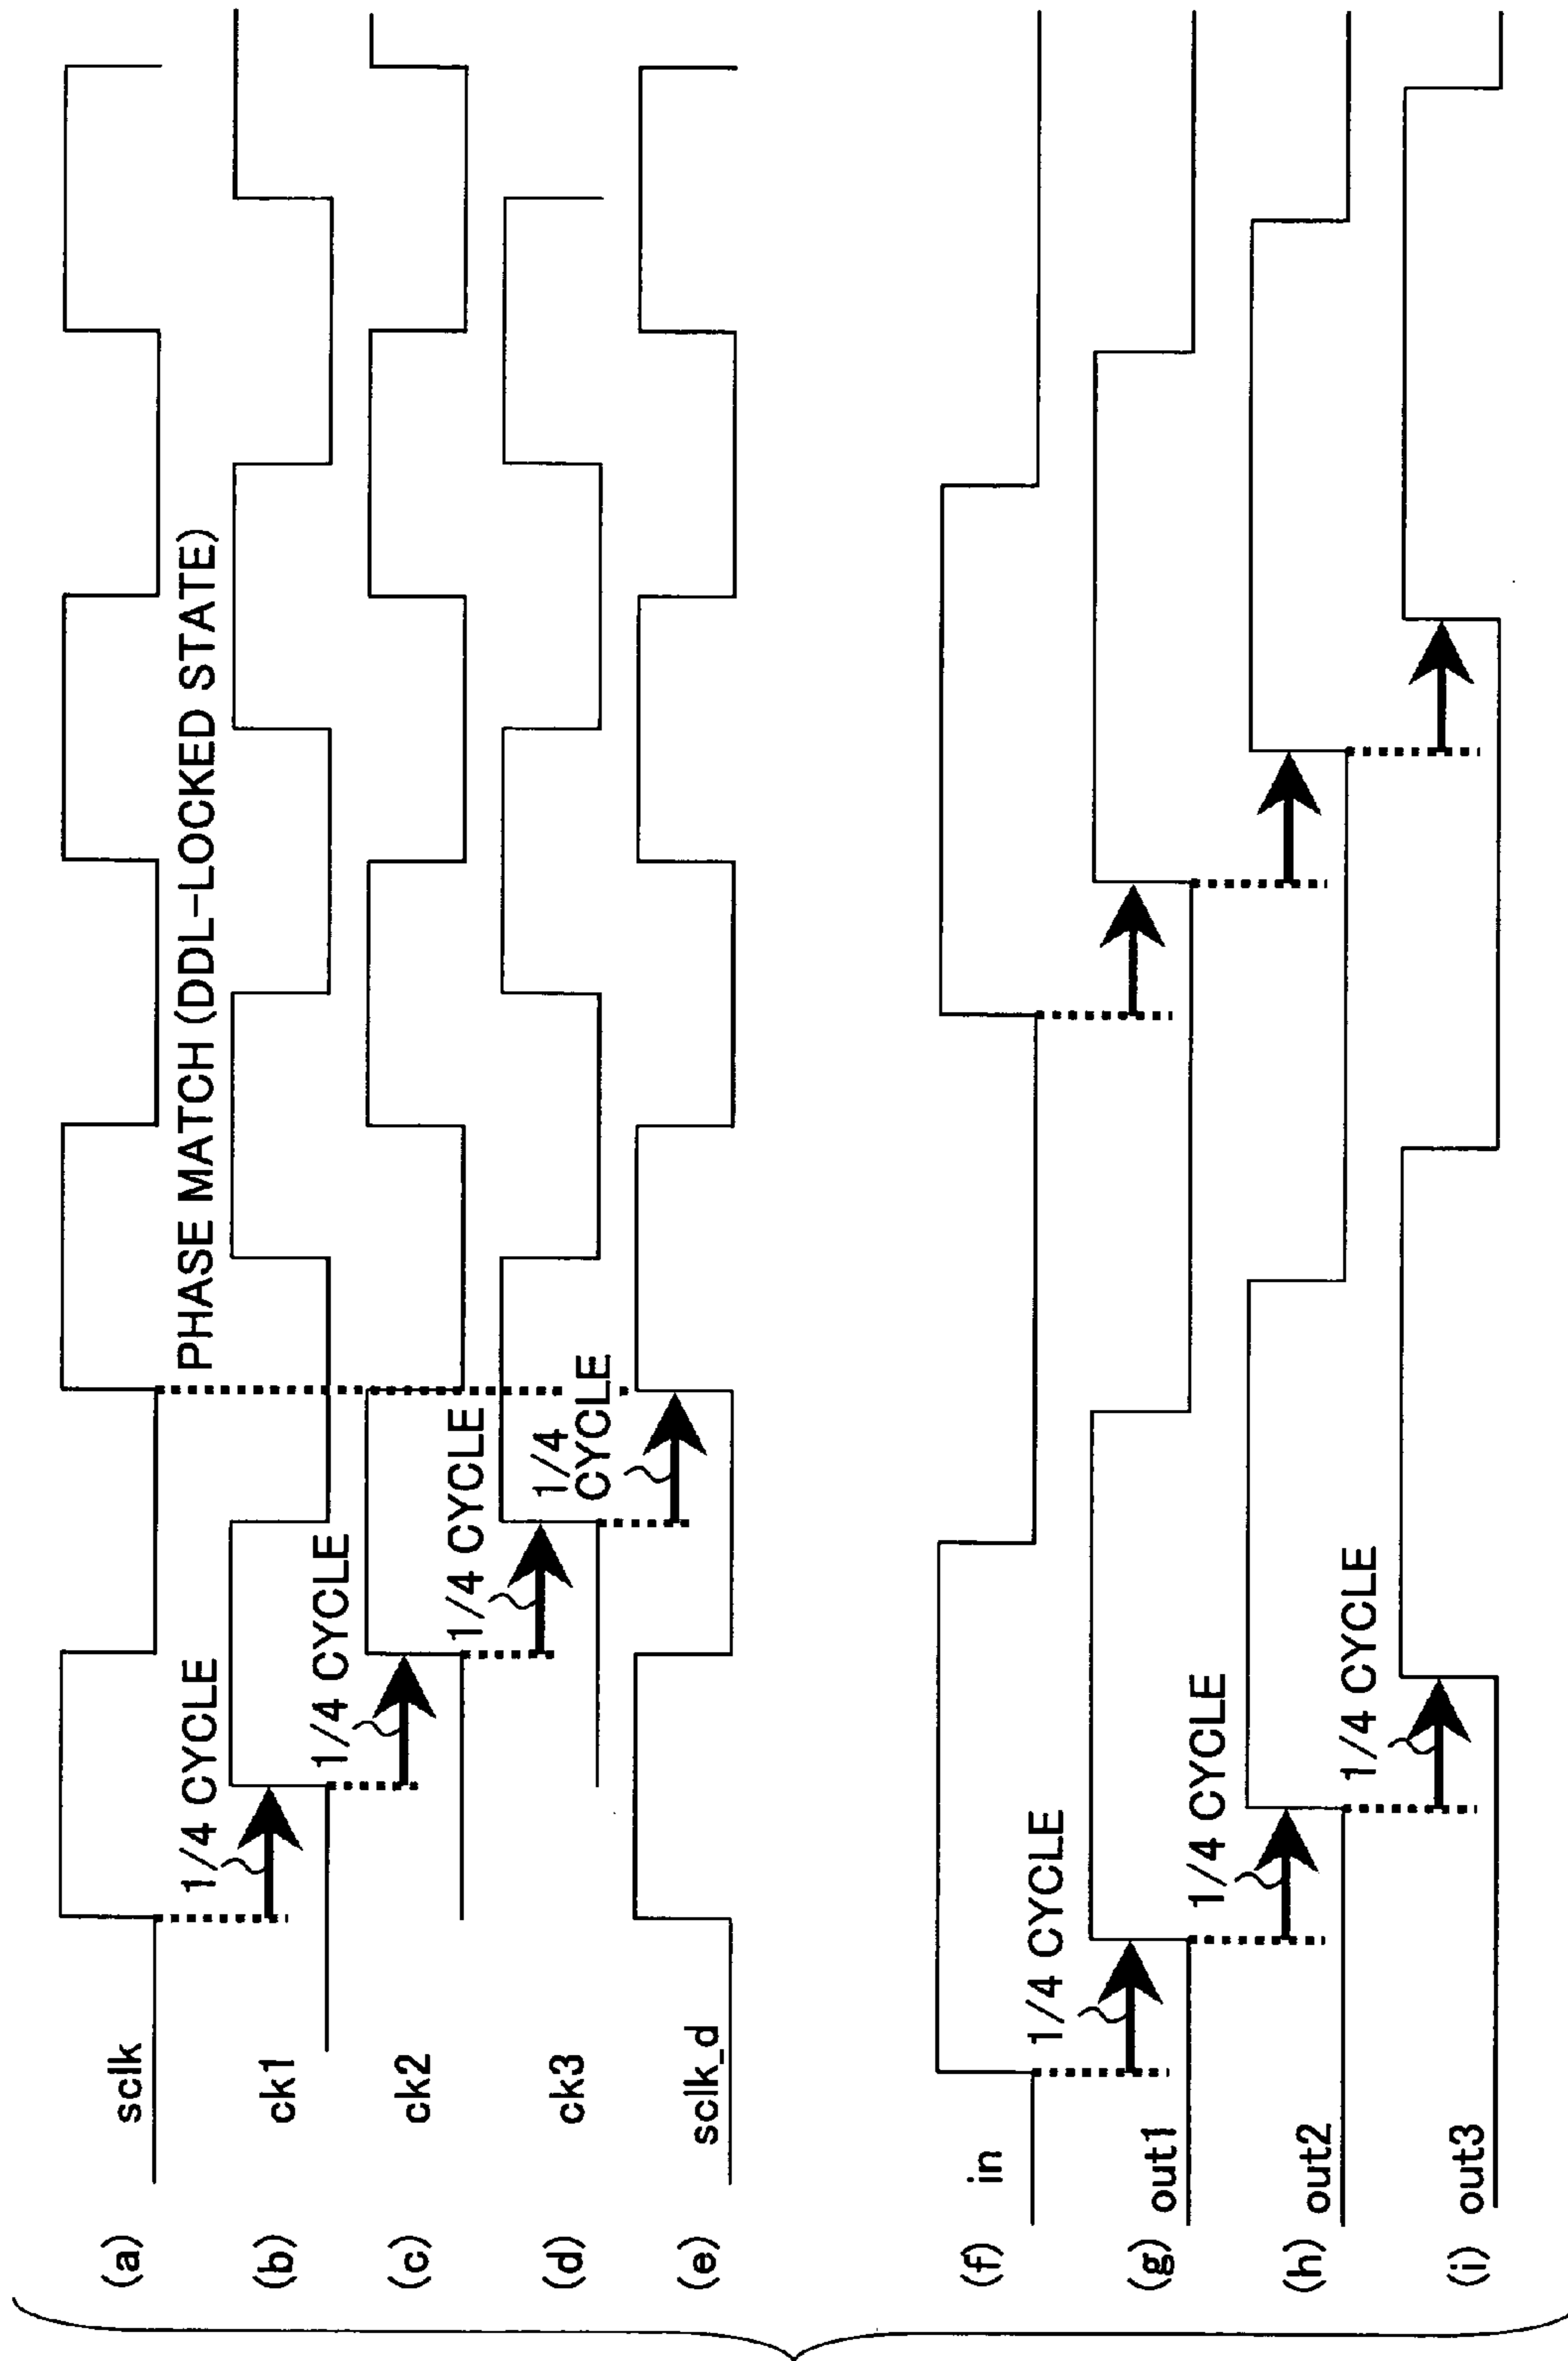 (a) sclk
PHASE MATCH (DDL-LOCKED STATE)
1/4 CYCLE
(b) ck1
1/4 CYCLE
(c) ck2
1/4 CYCLE
(d) ck3
1/4
CYCLE
(e) sclk_d
(f) in
1/4 CYCLE
(g) out1
1/4 CYCLE
(h) out2
1/4 CYCLE
(i) out3